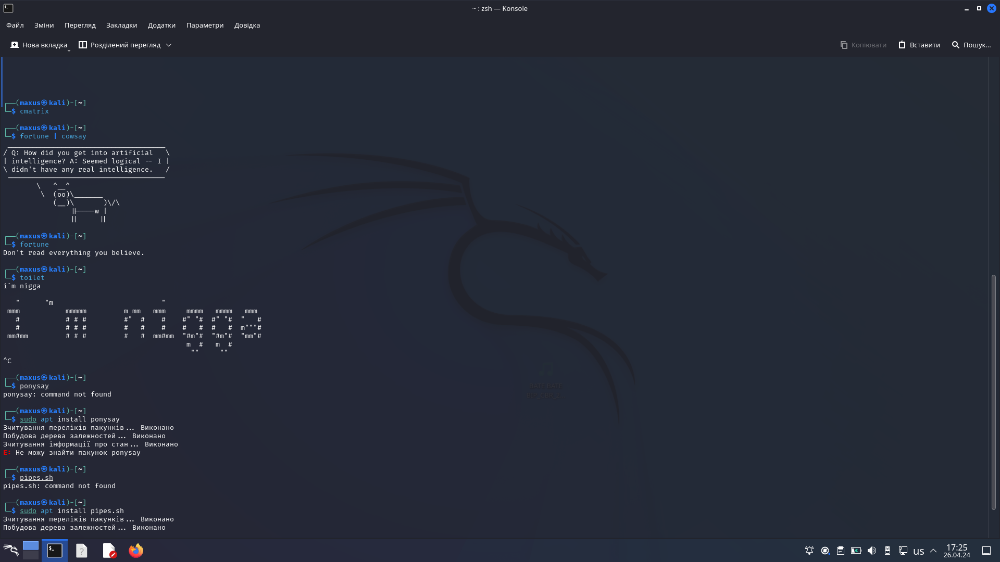 ~ : zsh — Konsole
Файл Зміни Перегляд Закладки Додатки Параметри Довідка
Нова вкладка Розділений перегляд Копіювати Вставити Пошук...
┌──(maxus㉿kali)-[~]
└─$ cmatrix
┌──(maxus㉿kali)-[~]
└─$ fortune | cowsay
 ______________________________________
/ Q: How did you get into artificial   \
| intelligence? A: Seemed logical -- I |
\ didn't have any real intelligence.   /
 --------------------------------------
        \   ^__^
         \  (oo)\_______
            (__)\       )\/\
                ||----w |
                ||     ||
┌──(maxus㉿kali)-[~]
└─$ fortune
Don't read everything you believe.
┌──(maxus㉿kali)-[~]
└─$ toilet
i`m nigga
   "      "m                          "
 mmm           mmmmm         m mm   mmm     mmmm   mmmm   mmm
   #           # # #         #"  #    #    #" "#  #" "#  "   #
   #           # # #         #   #    #    #   #  #   #  m"""#
 mm#mm         # # #         #   #  mm#mm  "#m"#  "#m"#  "mm"#
                                            m  #   m  #
                                             ""     ""
^C
┌──(maxus㉿kali)-[~]
└─$ ponysay
ponysay: command not found
┌──(maxus㉿kali)-[~]
└─$ sudo apt install ponysay
Зчитування переліків пакунків... Виконано
Побудова дерева залежностей... Виконано
Зчитування інформації про стан... Виконано
E: Не можу знайти пакунок ponysay
┌──(maxus㉿kali)-[~]
└─$ pipes.sh
pipes.sh: command not found
┌──(maxus㉿kali)-[~]
└─$ sudo apt install pipes.sh
Зчитування переліків пакунків... Виконано
Побудова дерева залежностей... Виконано
us 17:25
26.04.24